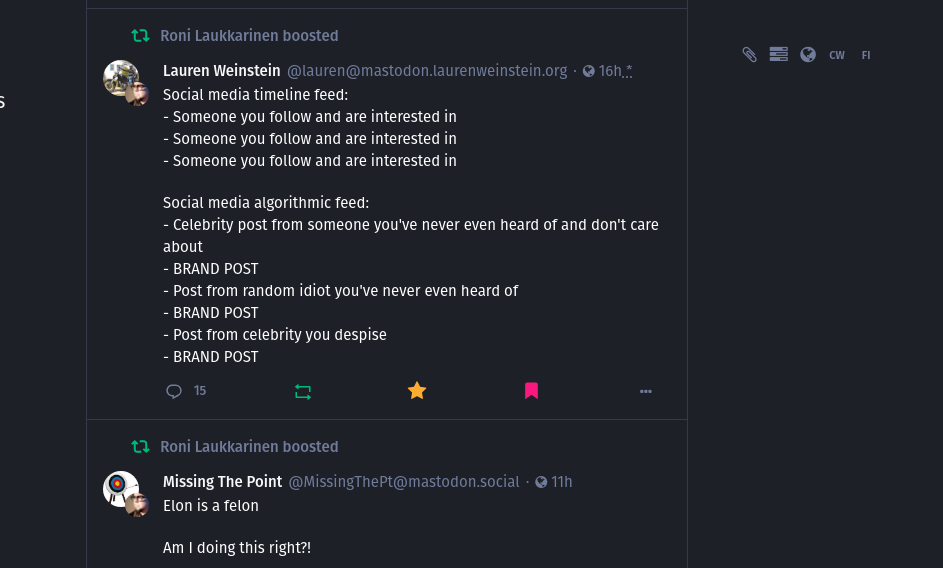 Roni Laukkarinen boosted
Lauren Weinstein @lauren@mastodon.laurenweinstein.org · 16h *
Social media timeline feed:
- Someone you follow and are interested in
- Someone you follow and are interested in
- Someone you follow and are interested in
Social media algorithmic feed:
- Celebrity post from someone you've never even heard of and don't care
about
- BRAND POST
- Post from random idiot you've never even heard of
- BRAND POST
- Post from celebrity you despise
- BRAND POST
15
Roni Laukkarinen boosted
Missing The Point @MissingThePt@mastodon.social · 11h
Elon is a felon
Am I doing this right?!
s
CW FI